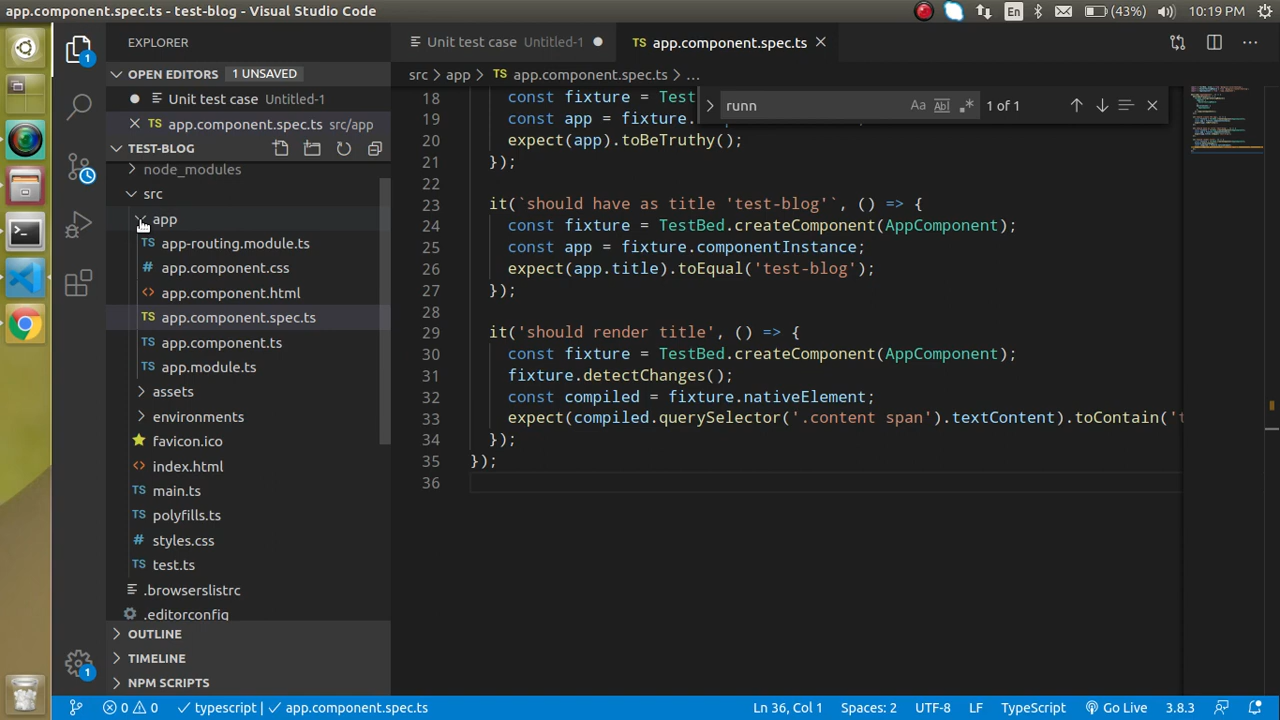 app.component.spec.ts - test-blog - Visual Studio Code
En
(43%)
10:19 PM
EXPLORER
OPEN EDITORS
1 UNSAVED
Unit test case Untitled-1
app.component.spec.ts src/app
TEST-BLOG
node_modules
src
app
app-routing.module.ts
app.component.css
app.component.html
app.component.spec.ts
app.component.ts
app.module.ts
assets
environments
favicon.ico
index.html
main.ts
polyfills.ts
styles.css
test.ts
.browserslistrc
.editorconfig
OUTLINE
TIMELINE
NPM SCRIPTS
Unit test case Untitled-1
TS app.component.spec.ts
src > app > TS app.component.spec.ts > ...
runn
Aa
Abl
1 of 1
18 const fixture = Test
19 const app = fixture.
20 expect(app).toBeTruthy();
21 });
22
23 it(`should have as title 'test-blog'`, () => {
24 const fixture = TestBed.createComponent(AppComponent);
25 const app = fixture.componentInstance;
26 expect(app.title).toEqual('test-blog');
27 });
28
29 it('should render title', () => {
30 const fixture = TestBed.createComponent(AppComponent);
31 fixture.detectChanges();
32 const compiled = fixture.nativeElement;
33 expect(compiled.querySelector('.content span').textContent).toContain('t
34 });
35 });
36
0 0 typescript | app.component.spec.ts
Ln 36, Col 1
Spaces: 2
UTF-8
LF
TypeScript
Go Live
3.8.3